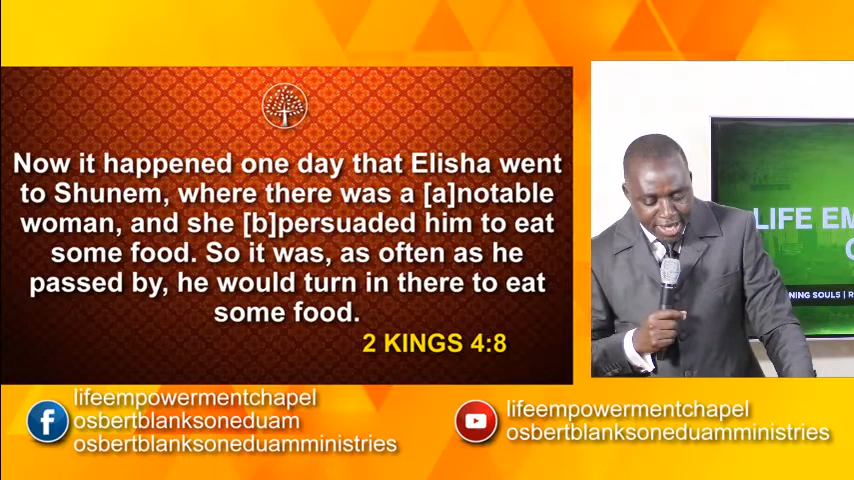 Now it happened one day that Elisha went
to Shunem, where there was a [a]notable
woman, and she [b]persuaded him to eat
some food. So it was, as often as he
passed by, he would turn in there to eat
some food.
2 KINGS 4:8
LIFE EM
NING SOULS | R
lifeempowermentchapel
osbertblanksoneduam
osbertblanksoneduamministries
lifeempowermentchapel
osbertblanksoneduamministries